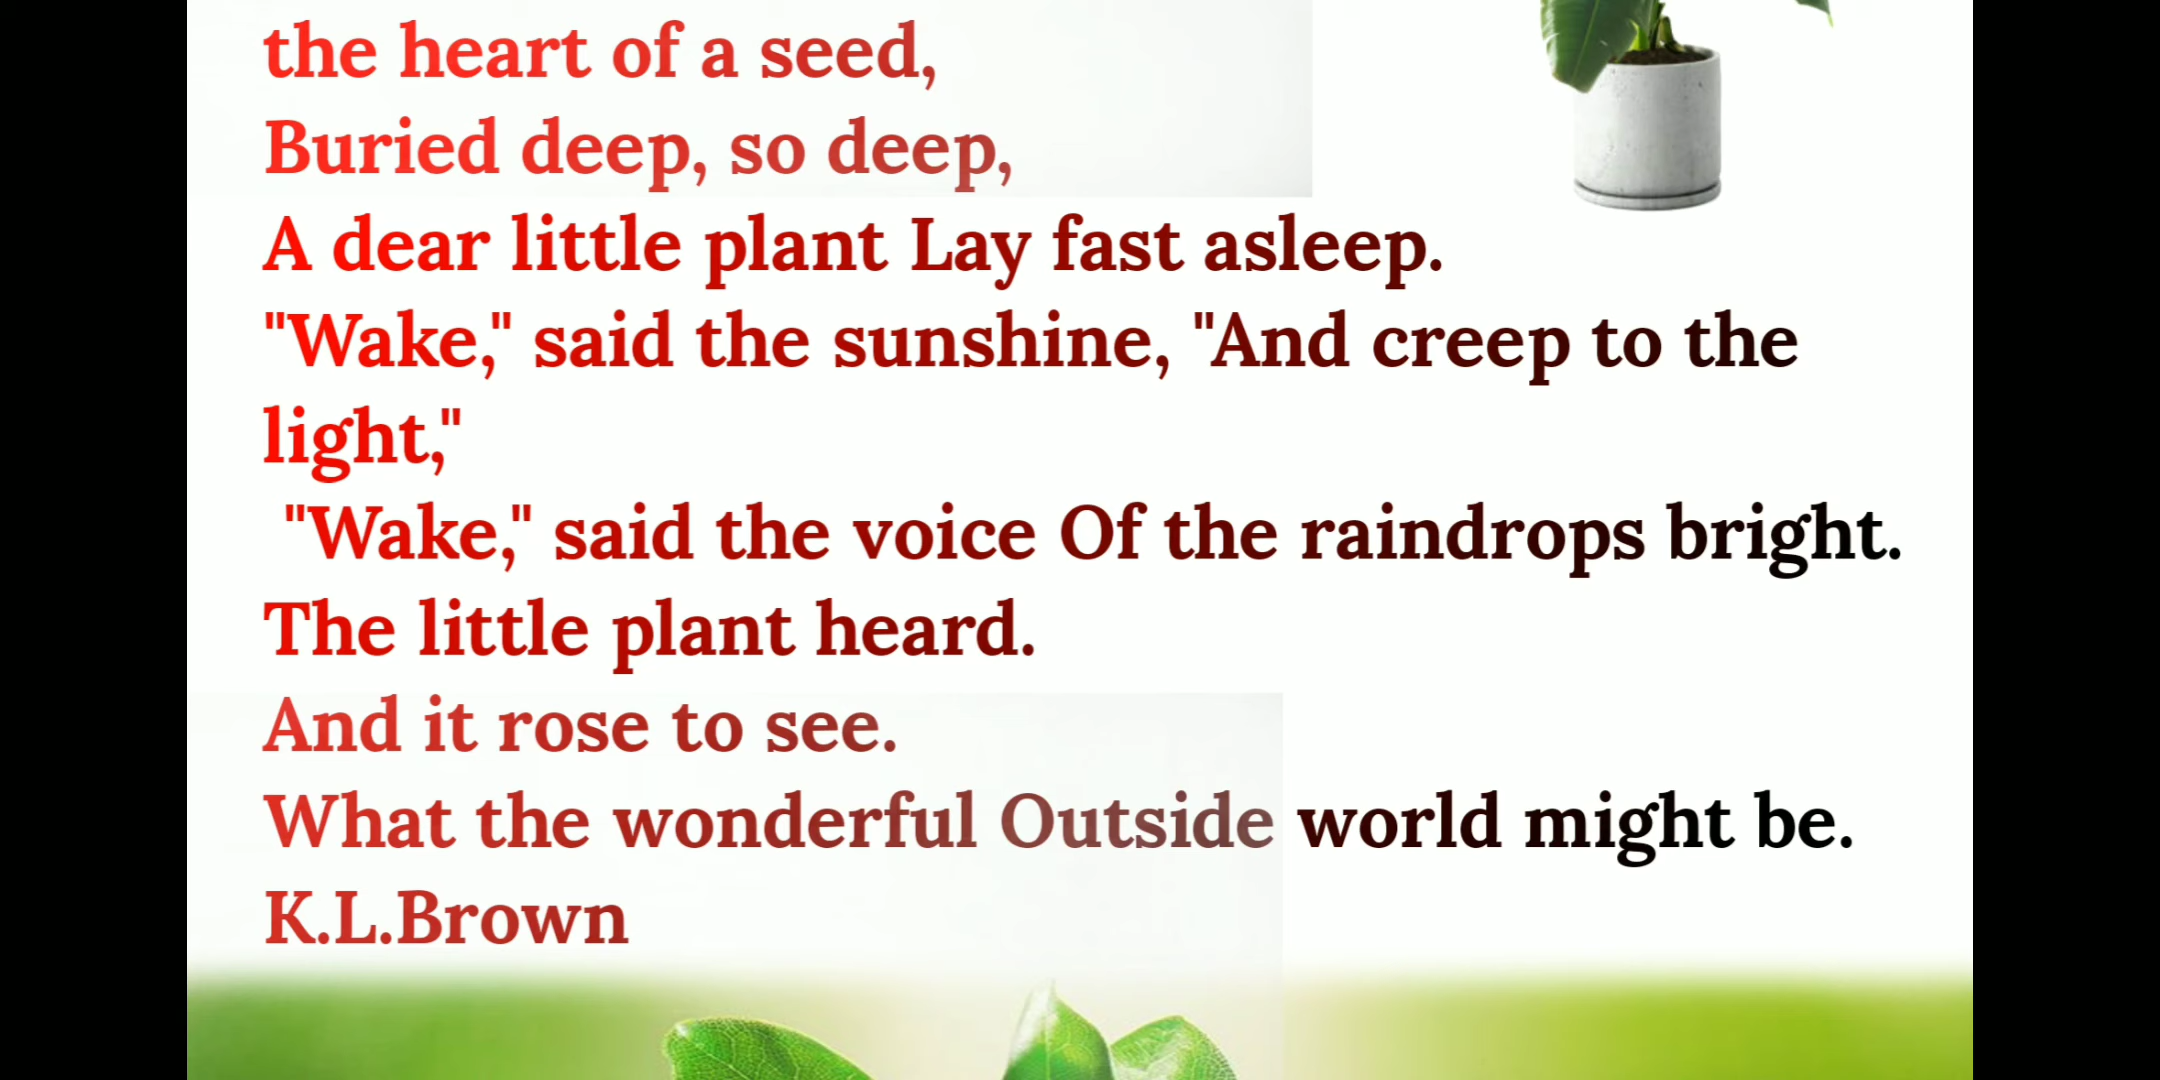 the heart of a seed,
Buried deep, so deep,
A dear little plant Lay fast asleep.
"Wake," said the sunshine, "And creep to the
light,"
"Wake," said the voice Of the raindrops bright.
The little plant heard.
And it rose to see.
What the wonderful Outside world might be.
K.L.Brown